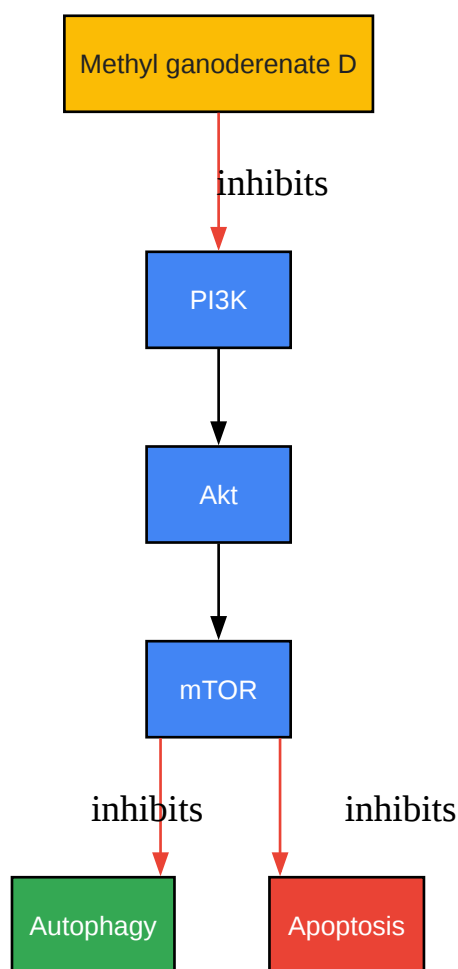 Methyl ganoderenate D
inhibits
PI3K
Akt
mTOR
inhibits
inhibits
Autophagy
Apoptosis